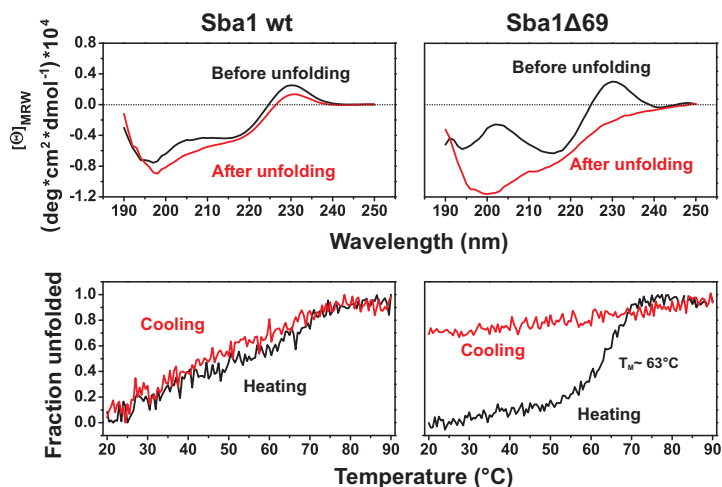 Sba1 wt Sba1Δ69
[Θ]MRW
(deg*cm²*dmol⁻¹)*10⁴
0.8
0.4
0.0
-0.4
-0.8
-1.2
Before unfolding
After unfolding
Before unfolding
After unfolding
190 200 210 220 230 240 250 190 200 210 220 230 240 250
Wavelength (nm)
Fraction unfolded
1.0
0.8
0.6
0.4
0.2
0.0
Cooling
Heating
Cooling
TM~ 63°C
Heating
20 30 40 50 60 70 80 90 20 30 40 50 60 70 80 90
Temperature (°C)